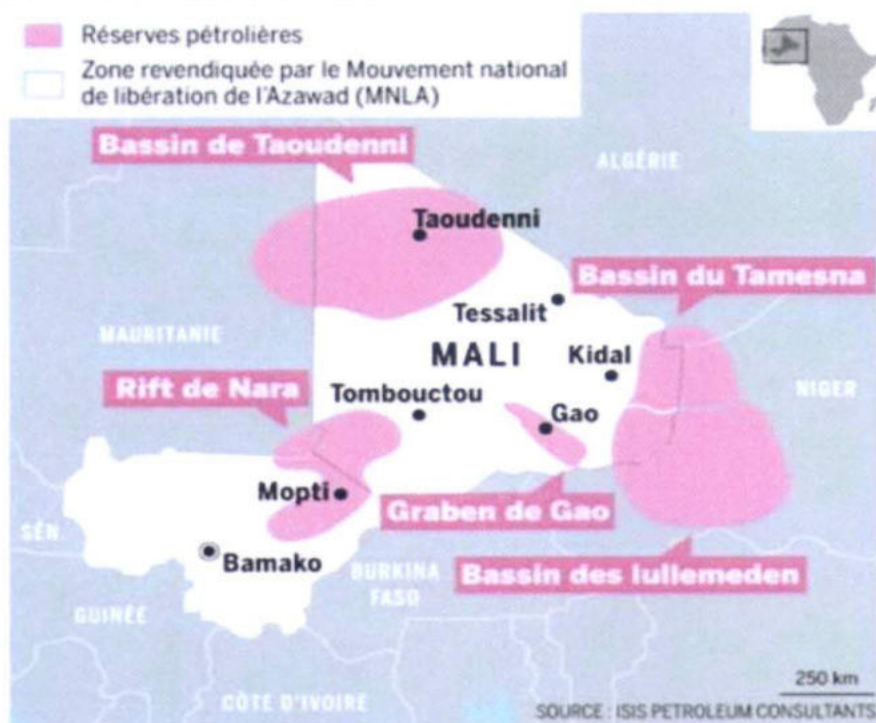 Réserves pétrolières
Zone revendiquée par le Mouvement national
de libération de l'Azawad (MNLA)
Bassin de Taoudenni
ALGÉRIE
Taoudenni
Bassin du Tamesna
Tessalit
MAURITANIE
MALI
Kidal
Rift de Nara
Tombouctou
NIGER
Gao
Mopti
Graben de Gao
SÉN
Bamako
BURKINA
FASO
Bassin des Iullemeden
GUINÉE
250 km
CÔTE D'IVOIRE
SOURCE : ISIS PETROLEUM CONSULTANTS